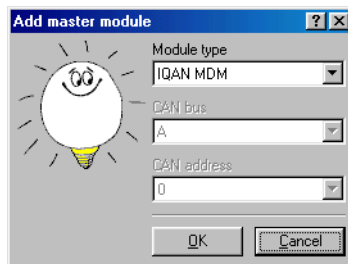 Add master module
Module type
IQAN MDM
CAN bus
A
CAN address
0
OK
Cancel